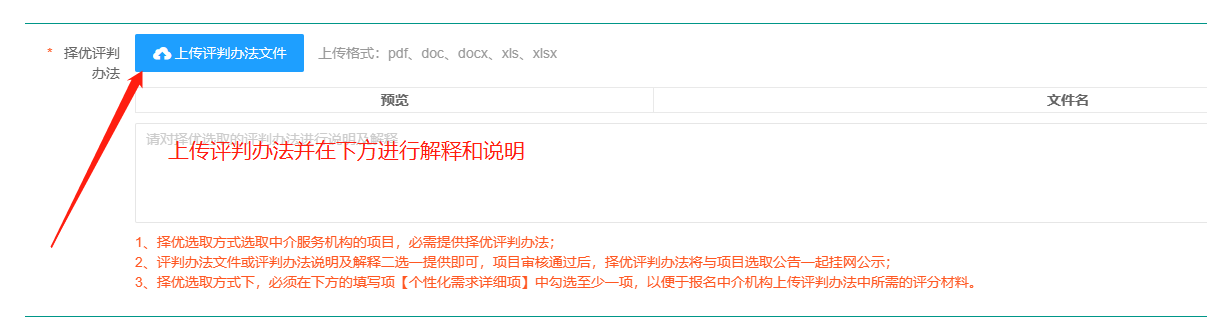 * 择优评判办法
上传评判办法文件 上传格式：pdf、doc、docx、xls、xlsx
预览 文件名
请对择优选取的评判办法进行说明及解释
上传评判办法并在下方进行解释和说明
1、择优选取方式选取中介服务机构的项目，必需提供择优评判办法；
2、评判办法文件或评判办法说明及解释二选一提供即可，项目审核通过后，择优评判办法将与项目选取公告一起挂网公示；
3、择优选取方式下，必须在下方的填写项【个性化需求详细项】中勾选至少一项，以便于报名中介机构上传评判办法中所需的评分材料。